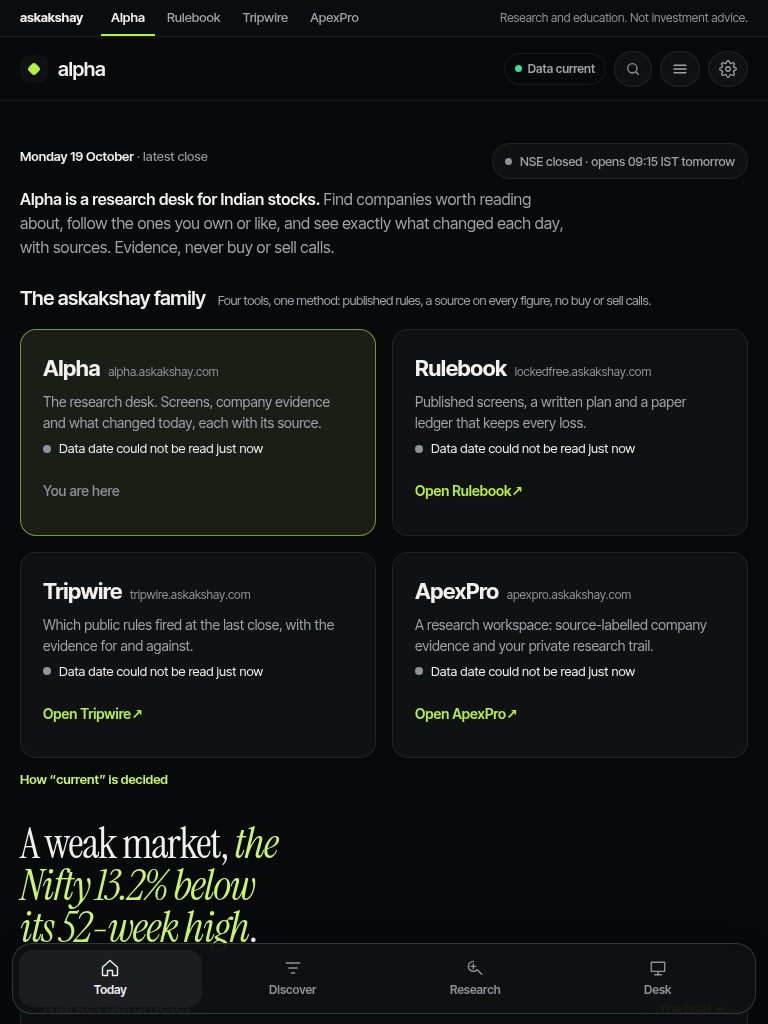 askakshay Alpha Rulebook Tripwire ApexPro Research and education. Not investment advice.
alpha Data current
Monday 19 October · latest close NSE closed · opens 09:15 IST tomorrow
Alpha is a research desk for Indian stocks. Find companies worth reading
about, follow the ones you own or like, and see exactly what changed each day,
with sources. Evidence, never buy or sell calls.
The askakshay family Four tools, one method: published rules, a source on every figure, no buy or sell calls.
Alpha alpha.askakshay.com
The research desk. Screens, company evidence
and what changed today, each with its source.
Data date could not be read just now
You are here
Rulebook lockedfree.askakshay.com
Published screens, a written plan and a paper
ledger that keeps every loss.
Data date could not be read just now
Open Rulebook↗
Tripwire tripwire.askakshay.com
Which public rules fired at the last close, with the
evidence for and against.
Data date could not be read just now
Open Tripwire↗
ApexPro apexpro.askakshay.com
A research workspace: source-labelled company
evidence and your private research trail.
Data date could not be read just now
Open ApexPro↗
How “current” is decided
A weak market, the
Nifty 13.2% below
its 52-week high.
Today Discover Research Desk
Market barometer The brief →